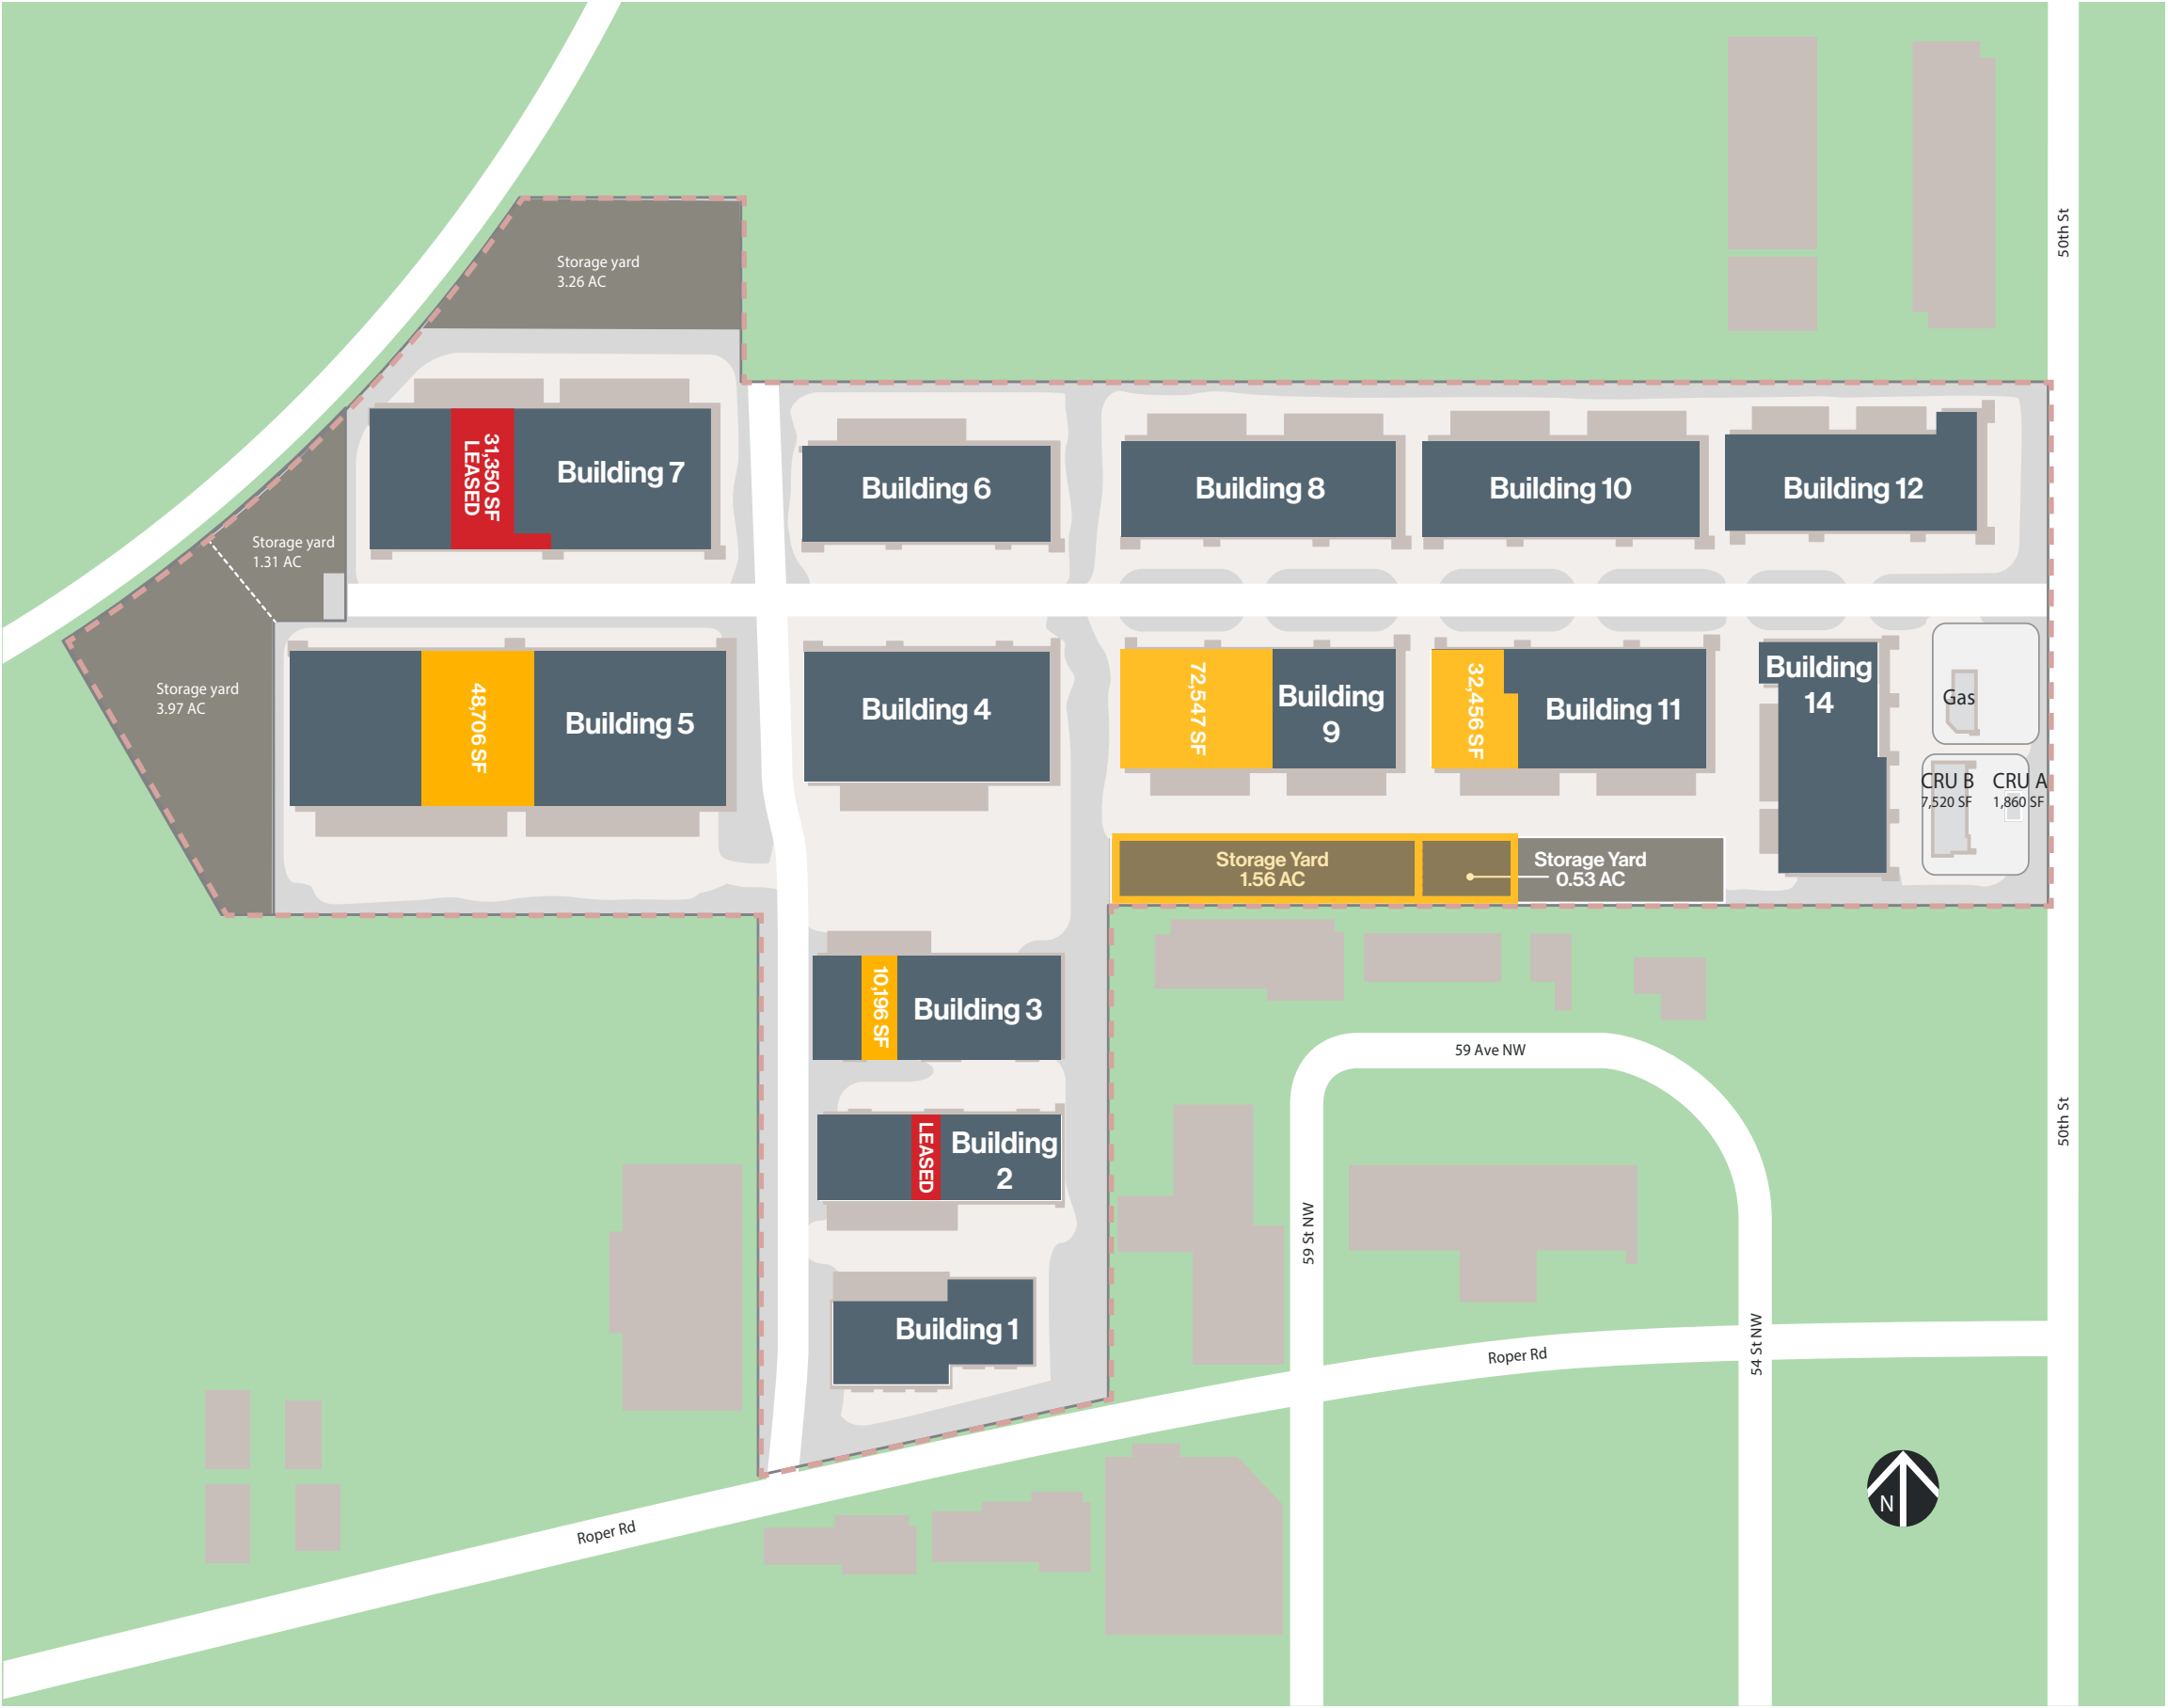 50th St
Storage yard
3.26 AC
31,350 SF
LEASED
Building 7
Building 6
Building 8
Building 10
Building 12
Storage yard
1.31 AC
Storage yard
3.97 AC
48,706 SF
Building 5
Building 4
72,547 SF
Building
9
32,456 SF
Building 11
Building
14
Gas
CRU B
7,520 SF
CRU A
1,860 SF
Storage Yard
1.56 AC
Storage Yard
0.53 AC
10,196 SF
Building 3
59 Ave NW
50th St
LEASED
Building
2
59 St NW
Building 1
Roper Rd
54 St NW
Roper Rd
N